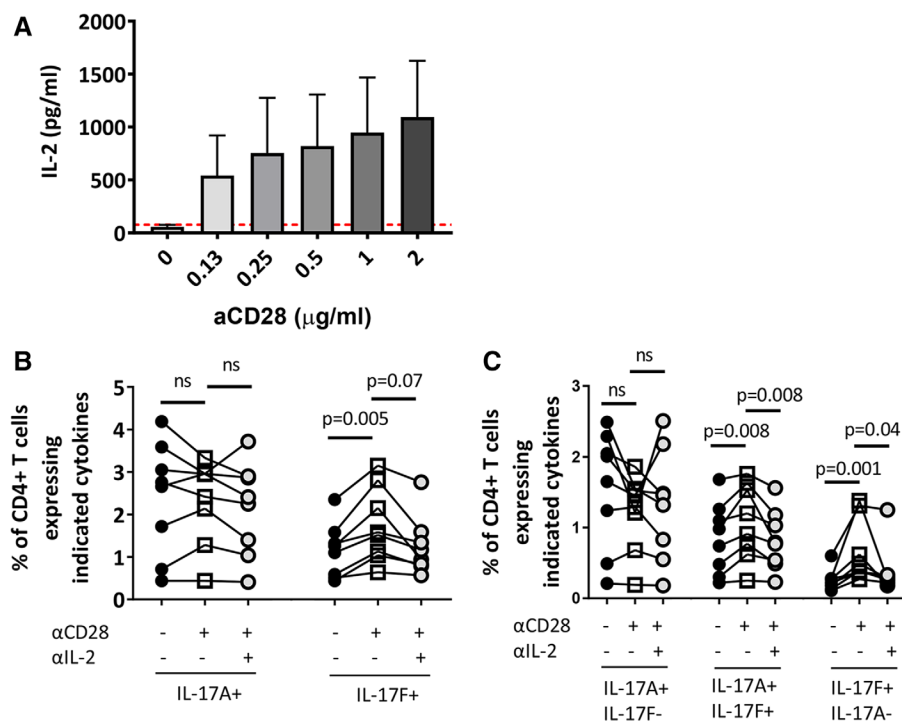 A
IL-2 (pg/ml)
2000
1500
1000
500
0
0
0.13
0.25
0.5
1
2
aCD28 (μg/ml)
B
% of CD4+ T cells
expressing
indicated cytokines
5
4
3
2
1
0
ns
ns
p=0.005
p=0.07
αCD28 - + + - + +
αIL-2 - - + - - +
IL-17A+ IL-17F+
C
% of CD4+ T cells
expressing
indicated cytokines
3
2
1
0
ns
ns
p=0.008
p=0.008
p=0.001
p=0.04
αCD28 - + + - + + - + +
αIL-2 - - + - - + - - +
IL-17A+ IL-17A+ IL-17F+
IL-17F- IL-17F+ IL-17A-